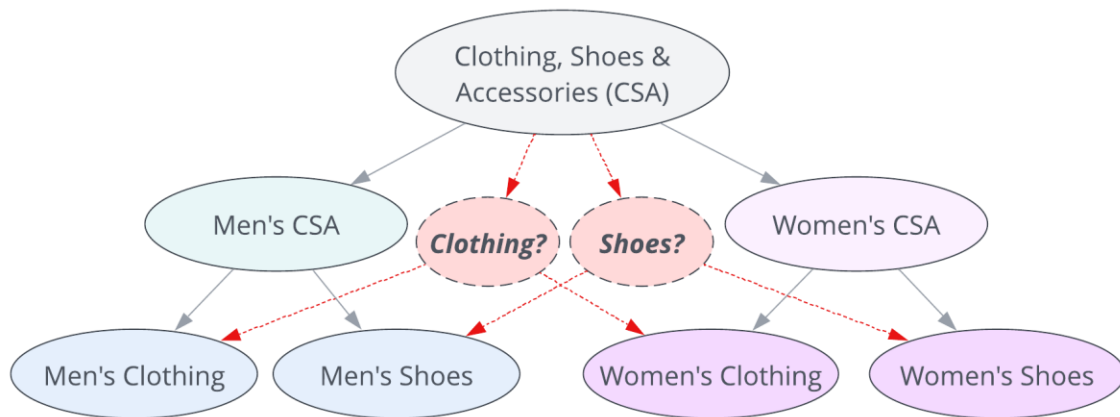 Clothing, Shoes &
Accessories (CSA)
Men's CSA
Clothing?
Shoes?
Women's CSA
Men's Clothing
Men's Shoes
Women's Clothing
Women's Shoes